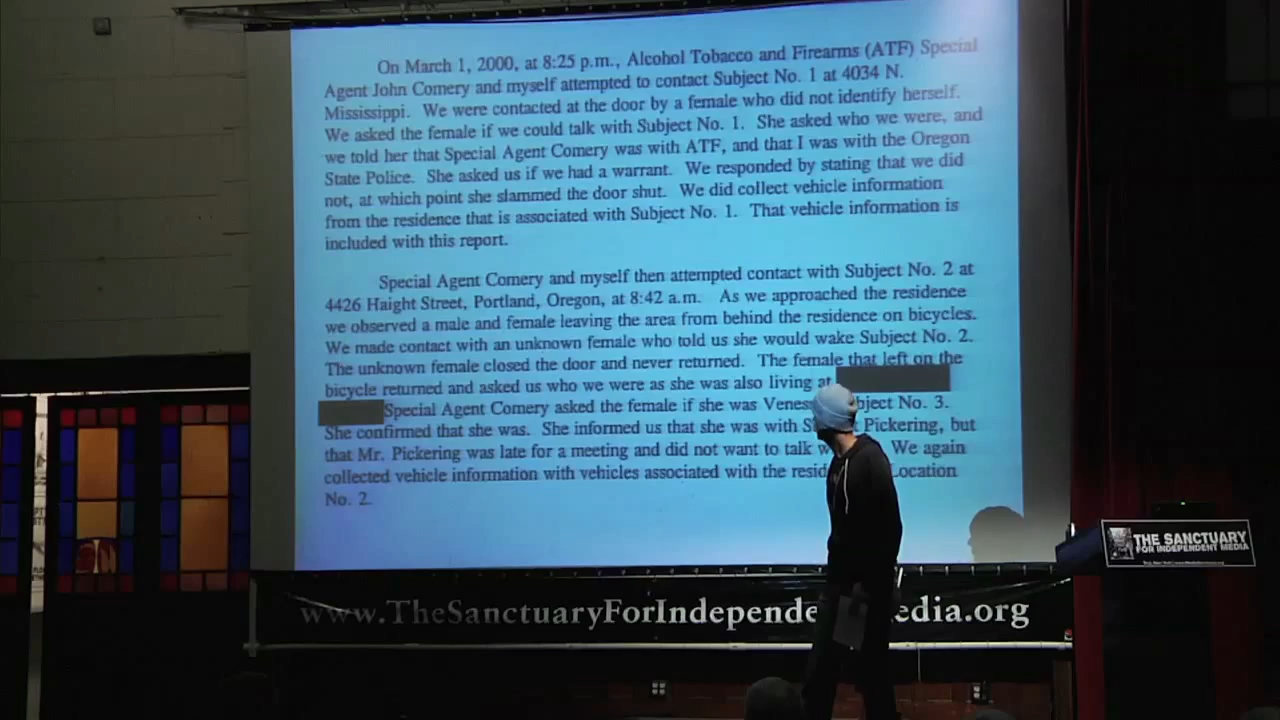 On March 1, 2000, at 8:25 p.m., Alcohol Tobacco and Firearms (ATF) Special
Agent John Comery and myself attempted to contact Subject No. 1 at 4034 N.
Mississippi. We were contacted at the door by a female who did not identify herself.
We asked the female if we could talk with Subject No. 1. She asked who we were, and
we told her that Special Agent Comery was with ATF, and that I was with the Oregon
State Police. She asked us if we had a warrant. We responded by stating that we did
not, at which point she slammed the door shut. We did collect vehicle information
from the residence that is associated with Subject No. 1. That vehicle information is
included with this report.
Special Agent Comery and myself then attempted contact with Subject No. 2 at
4426 Haight Street, Portland, Oregon, at 8:42 a.m. As we approached the residence
we observed a male and female leaving the area from behind the residence on bicycles.
We made contact with an unknown female who told us she would wake Subject No. 2.
The unknown female closed the door and never returned. The female that left on the
bicycle returned and asked us who we were as she was also living at
Special Agent Comery asked the female if she was Venes bject No. 3.
She confirmed that she was. She informed us that she was with S Pickering, but
that Mr. Pickering was late for a meeting and did not want to talk w We again
collected vehicle information with vehicles associated with the resid Location
No. 2.
www.TheSanctuaryForIndepende edia.org
THE SANCTUARY
FOR INDEPENDENT MEDIA